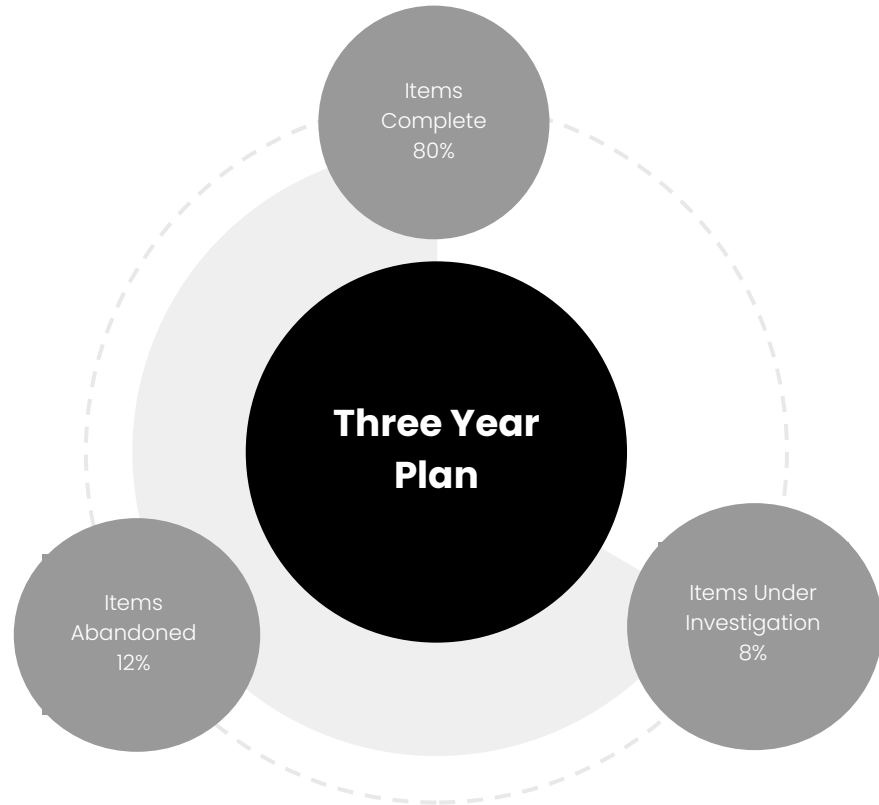 Items
Complete
80%
Three Year
Plan
Items
Abandoned
12%
Items Under
Investigation
8%